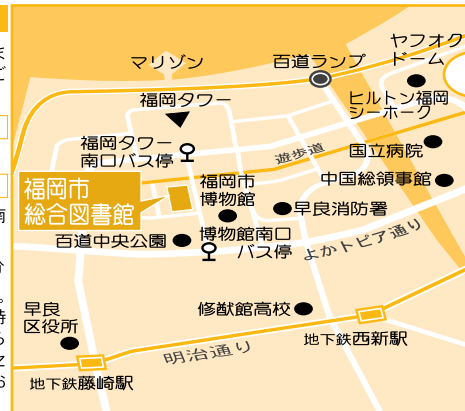 ヤフオク
ドーム
マリゾン
百道ランプ
福岡タワー
ヒルトン福岡
シーホーク
福岡タワー
南口バス停
遊歩道
国立病院
福岡市
総合図書館
福岡市
博物館
中国総領事館
早良消防署
百道中央公園
博物館南口
バス停
よかトピア通り
早良
区役所
修猷館高校
地下鉄西新駅
明治通り
地下鉄藤崎駅